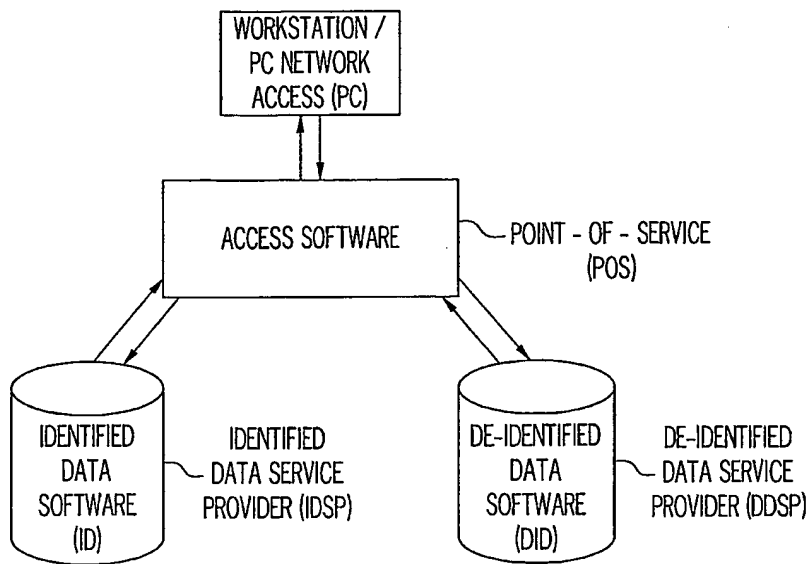 WORKSTATION /
PC NETWORK
ACCESS (PC)
ACCESS SOFTWARE
POINT - OF - SERVICE
(POS)
IDENTIFIED
DATA
SOFTWARE
(ID)
IDENTIFIED
DATA SERVICE
PROVIDER (IDSP)
DE-IDENTIFIED
DATA
SOFTWARE
(DID)
DE-IDENTIFIED
DATA SERVICE
PROVIDER (DDSP)